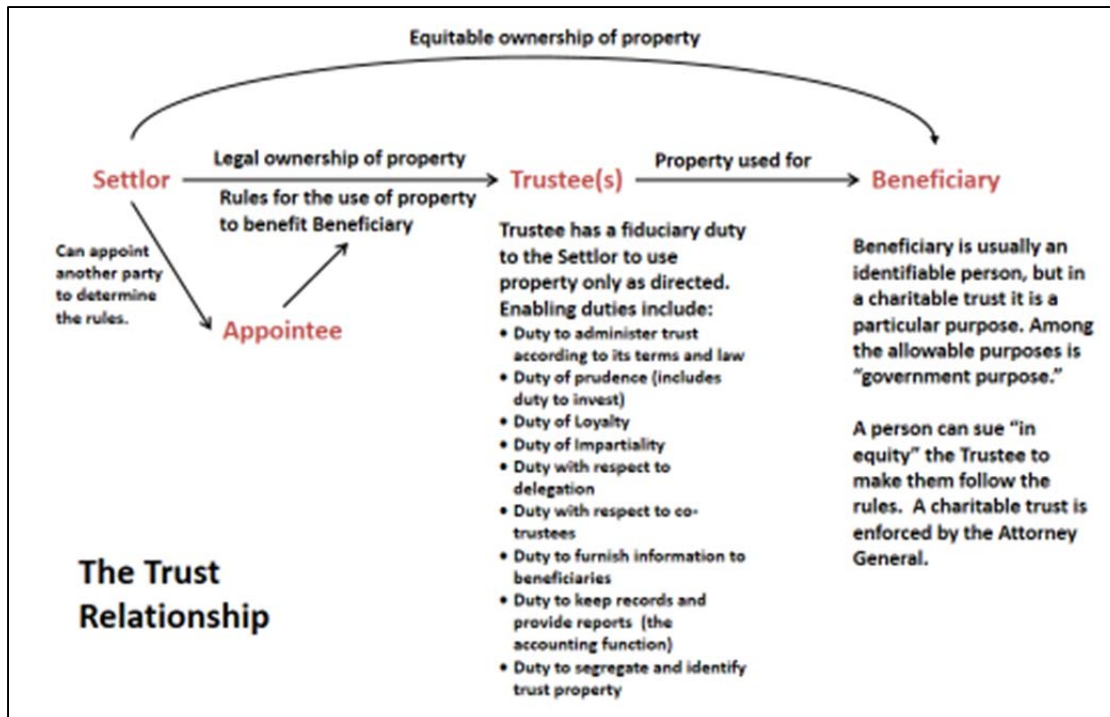 Equitable ownership of property
Settlor
Legal ownership of property
Rules for the use of property
to benefit Beneficiary
Trustee(s)
Property used for
Beneficiary
Can appoint
another party
to determine
the rules.
Appointee
Trustee has a fiduciary duty
to the Settlor to use
property only as directed.
Enabling duties include:
• Duty to administer trust
according to its terms and law
• Duty of prudence (includes
duty to invest)
• Duty of Loyalty
• Duty of Impartiality
• Duty with respect to
delegation
• Duty with respect to co-
trustees
• Duty to furnish information to
beneficiaries
• Duty to keep records and
provide reports (the
accounting function)
• Duty to segregate and identify
trust property
Beneficiary is usually an
identifiable person, but in
a charitable trust it is a
particular purpose. Among
the allowable purposes is
“government purpose.”
A person can sue “in
equity” the Trustee to
make them follow the
rules. A charitable trust is
enforced by the Attorney
General.
The Trust
Relationship